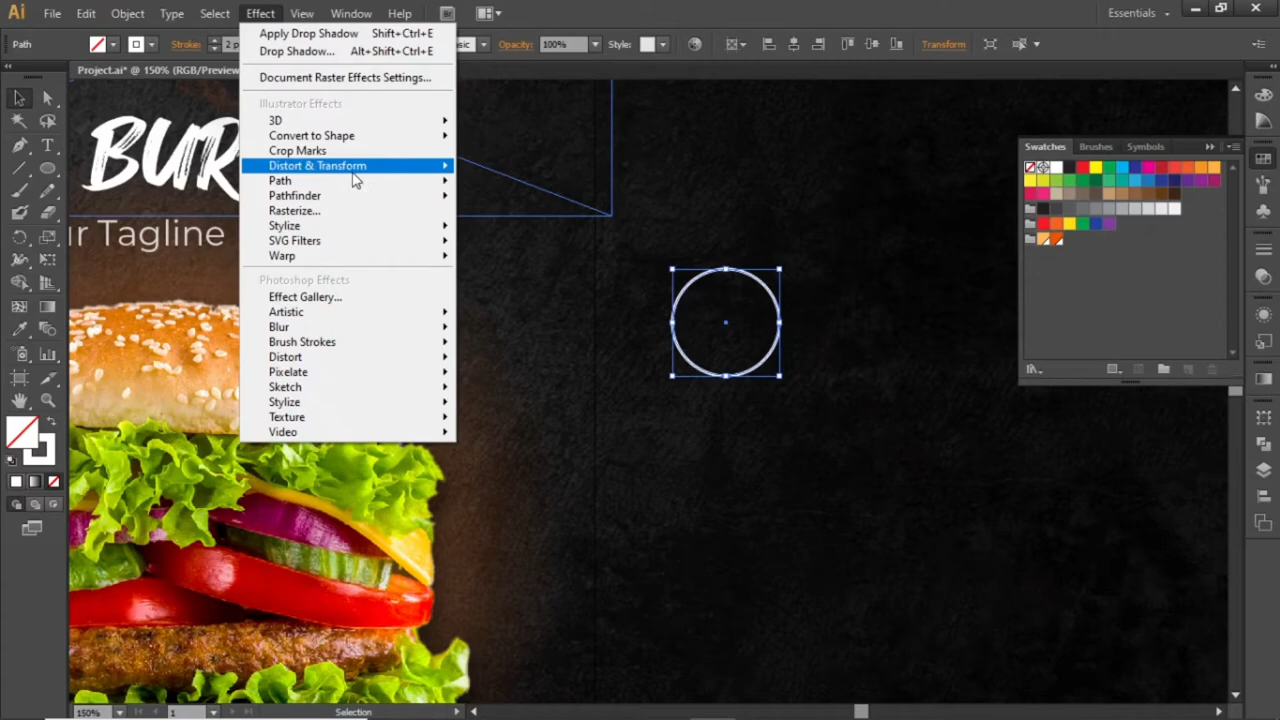 Ai File Edit Object Type Select Effect View Window Help Br Essentials
Path Stroke: 2 p Opacity: 100% Style: Transform
Project.ai* @ 150% (RGB/Preview
Apply Drop Shadow Shift+Ctrl+E
Drop Shadow... Alt+Shift+Ctrl+E
Document Raster Effects Settings...
Illustrator Effects
3D
Convert to Shape
Crop Marks
Distort & Transform
Path
Pathfinder
Rasterize...
Stylize
SVG Filters
Warp
Photoshop Effects
Effect Gallery...
Artistic
Blur
Brush Strokes
Distort
Pixelate
Sketch
Stylize
Texture
Video
BUR
ur Tagline
Swatches Brushes Symbols
150% 1 Selection